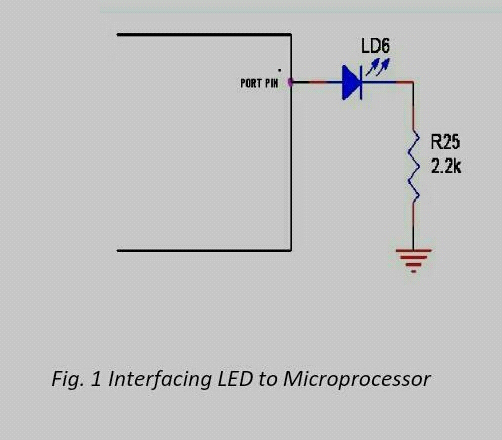 LD6
PORT PIN
R25
2.2k
Fig. 1 Interfacing LED to Microprocessor